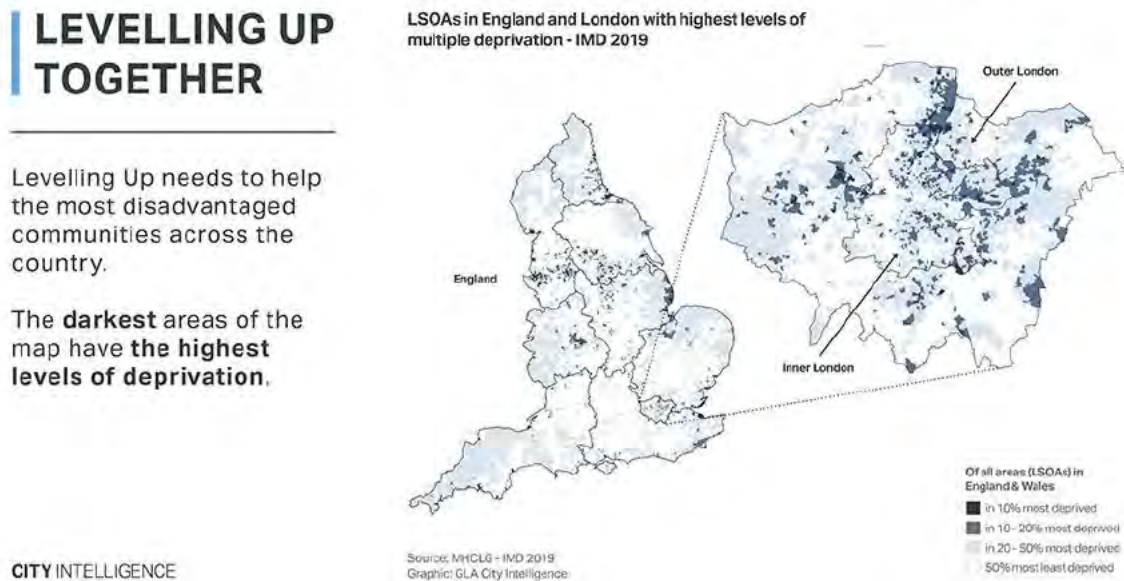 LEVELLING UP
TOGETHER
Levelling Up needs to help
the most disadvantaged
communities across the
country.
The darkest areas of the
map have the highest
levels of deprivation.
CITY INTELLIGENCE
LSOAs in England and London with highest levels of
multiple deprivation - IMD 2019
Outer London
England
Inner London
Of all areas (LSOAs) in
England & Wales
in 10% most deprived
in 10 - 20% most deprived
in 20 - 50% most deprived
50% most least deprived
Source: MHCLG - IMD 2019
Graphic: GLA City Intelligence